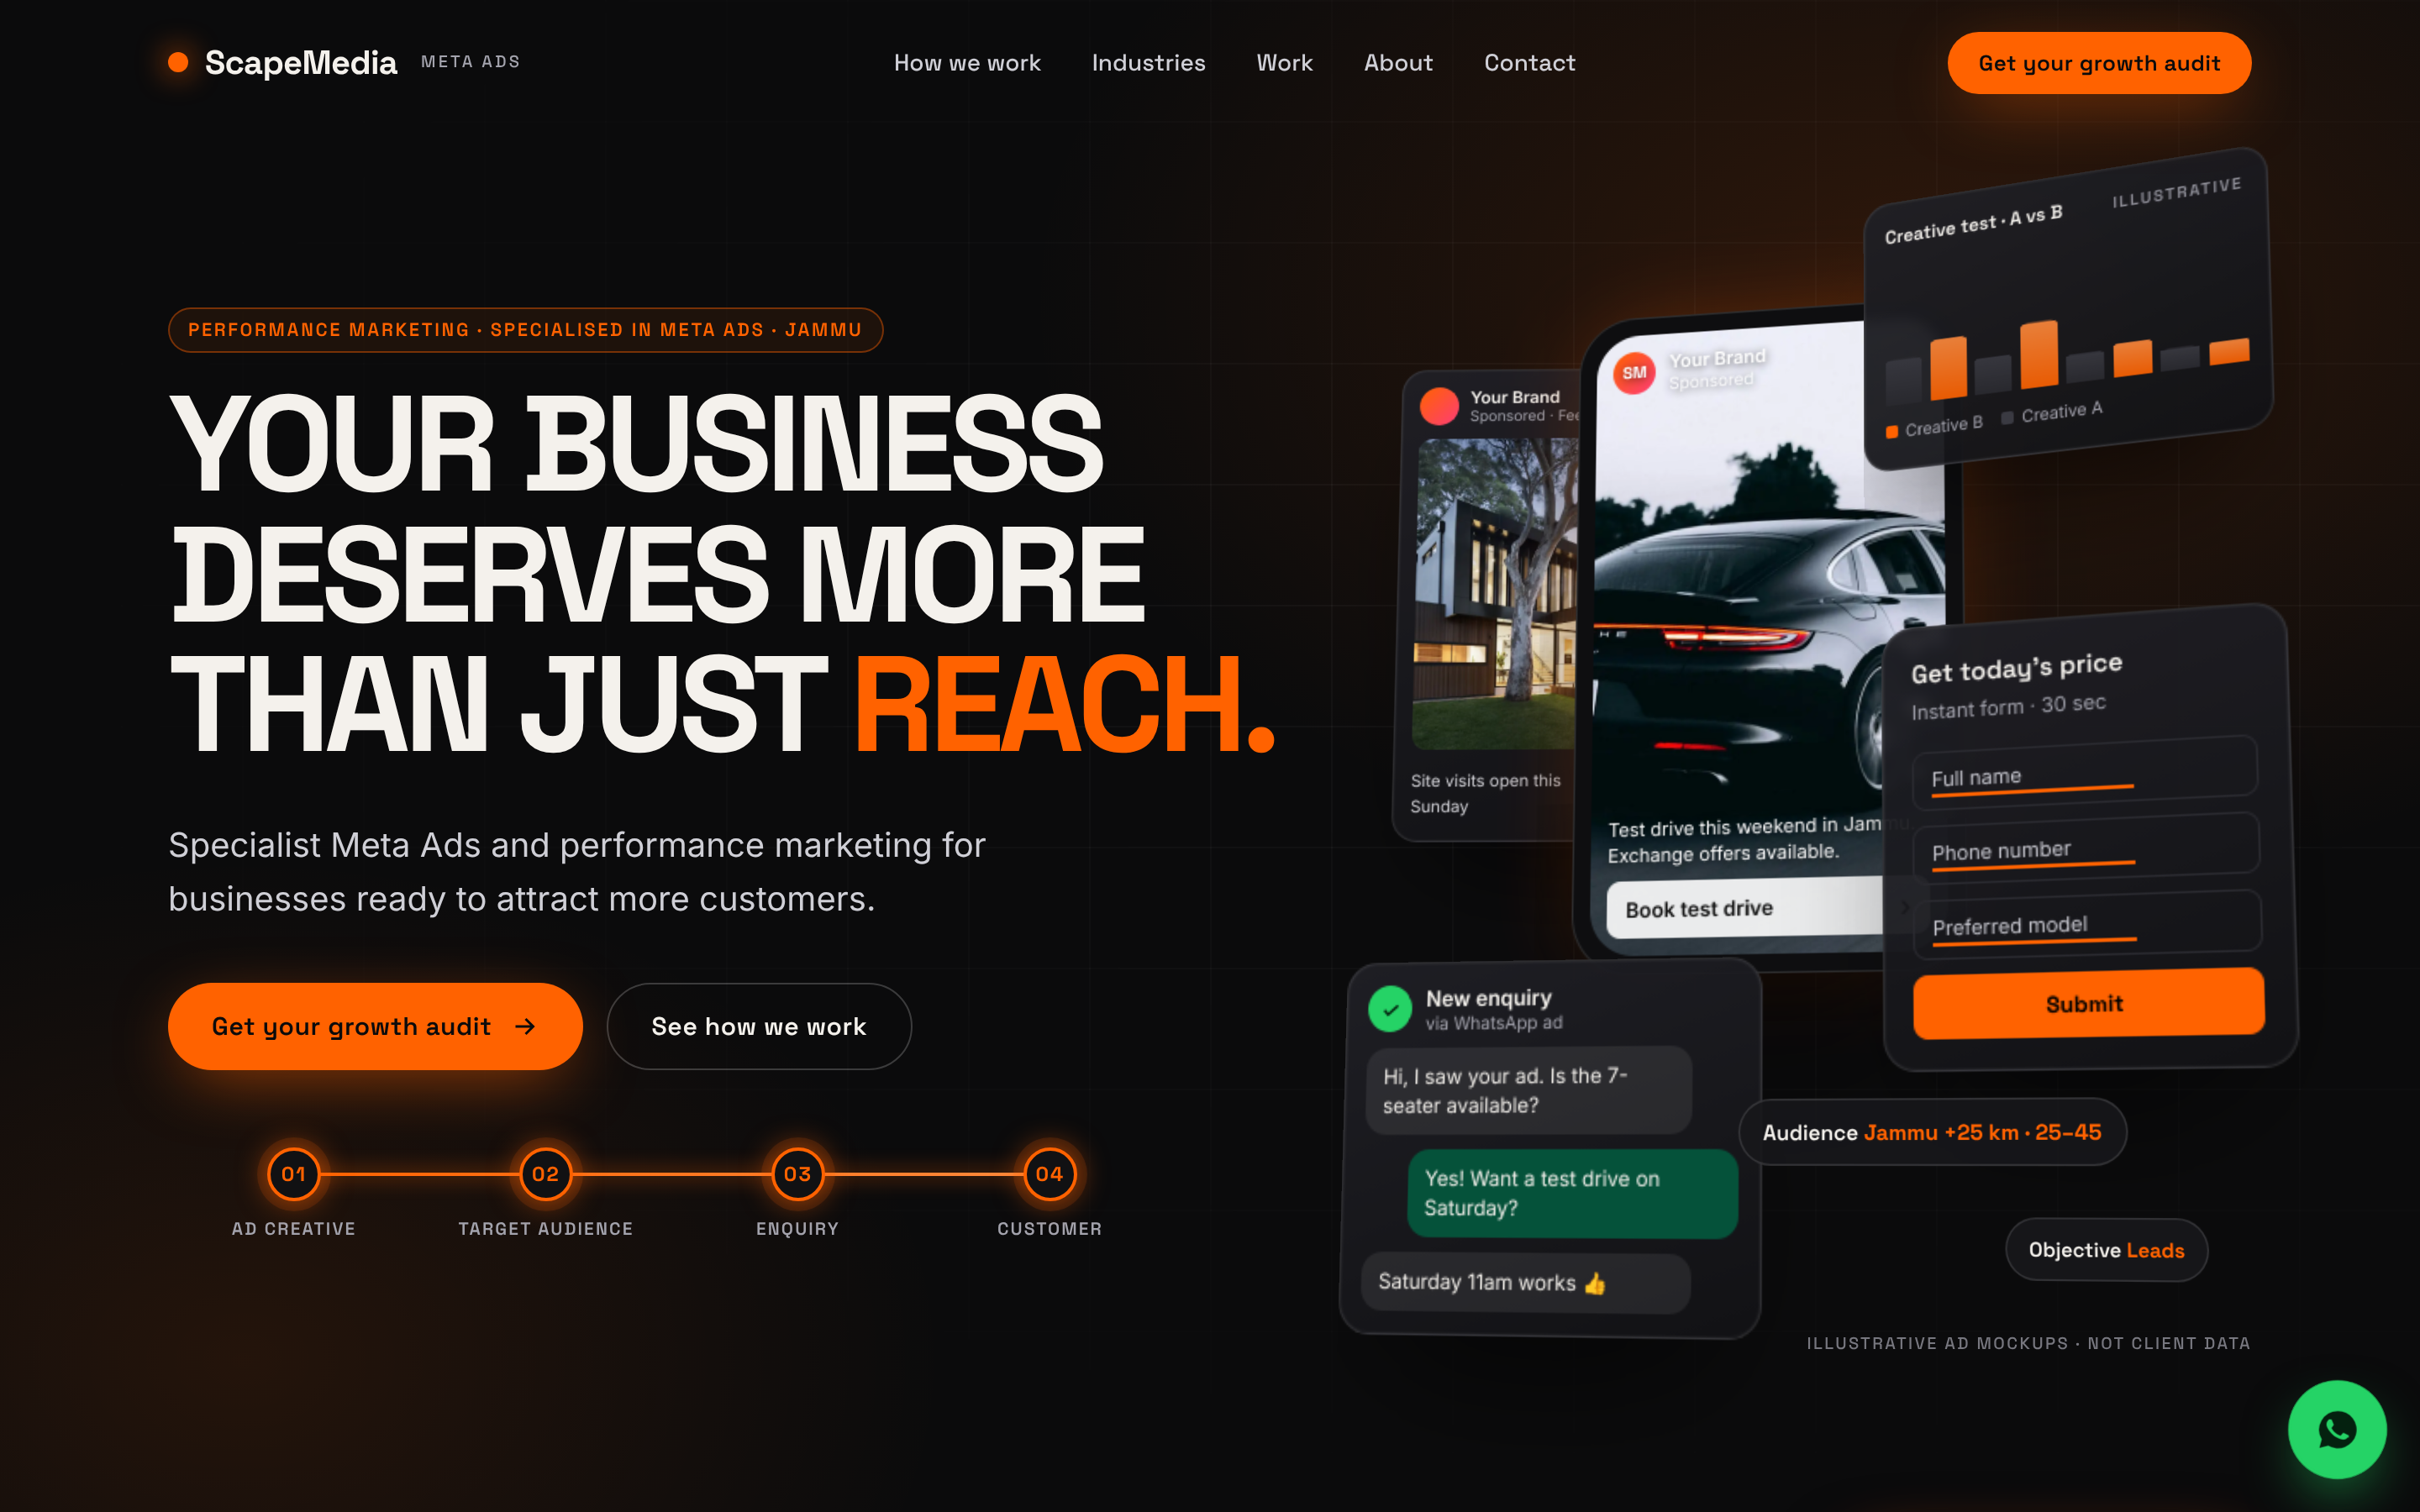 ScapeMedia META ADS
How we work
Industries
Work
About
Contact
Get your growth audit
PERFORMANCE MARKETING · SPECIALISED IN META ADS · JAMMU
YOUR BUSINESS
DESERVES MORE
THAN JUST REACH.
Specialist Meta Ads and performance marketing for
businesses ready to attract more customers.
Get your growth audit →
See how we work
01
02
03
04
AD CREATIVE
TARGET AUDIENCE
ENQUIRY
CUSTOMER
Your Brand
Sponsored · Fee
Site visits open this
Sunday
SM
Your Brand
Sponsored
Test drive this weekend in Jammu.
Exchange offers available.
Book test drive
Creative test · A vs B
ILLUSTRATIVE
Creative B
Creative A
Get today's price
Instant form · 30 sec
Full name
Phone number
Preferred model
Submit
New enquiry
via WhatsApp ad
Hi, I saw your ad. Is the 7-
seater available?
Yes! Want a test drive on
Saturday?
Saturday 11am works 👍
Audience Jammu +25 km · 25–45
Objective Leads
ILLUSTRATIVE AD MOCKUPS · NOT CLIENT DATA